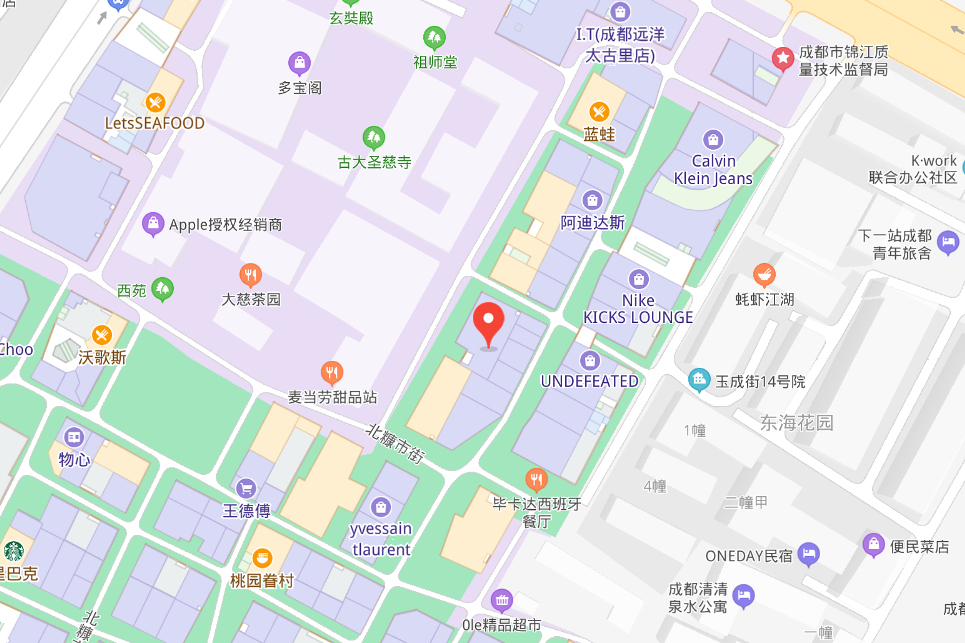 店
玄奘殿
祖师堂
I.T(成都远洋
太古里店)
成都市锦江质
量技术监督局
多宝阁
LetsSEAFOOD
蓝蛙
古大圣慈寺
Calvin
Klein Jeans
K·work
联合办公社区
阿迪达斯
Apple授权经销商
下一站成都
青年旅舍
西苑
大慈茶园
蚝虾江湖
Nike
KICKS LOUNGE
Choo
沃歌斯
UNDEFEATED
玉成街14号院
麦当劳甜品站
东海花园
1幢
北糠市街
物心
4幢
二幢甲
王德傅
毕卡达西班牙
餐厅
yvessain
tlaurent
ONEDAY民宿
便民菜店
星巴克
桃园眷村
成都清清
泉水公寓
成都
Ole精品超市
北糠
一幢